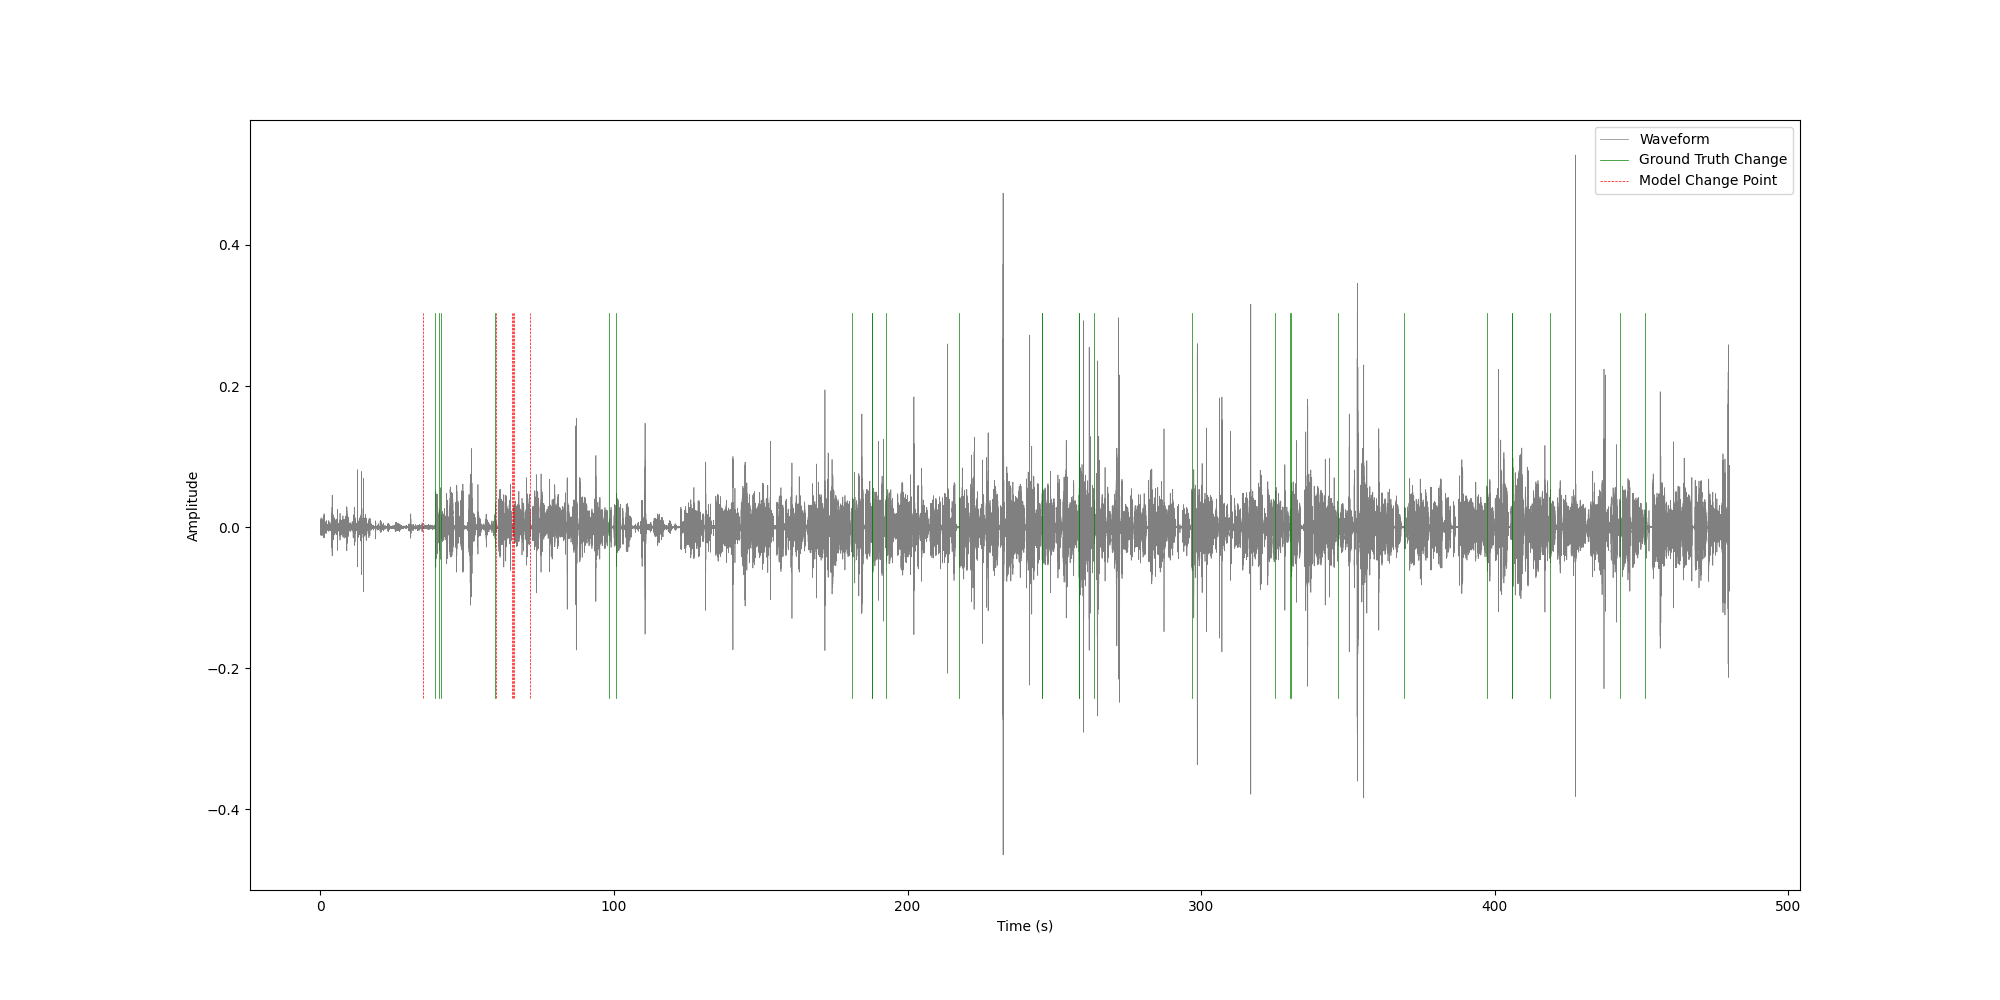 Waveform
Ground Truth Change
Model Change Point
Amplitude
0.4
0.2
0.0
−0.2
−0.4
0 100 200 300 400 500
Time (s)